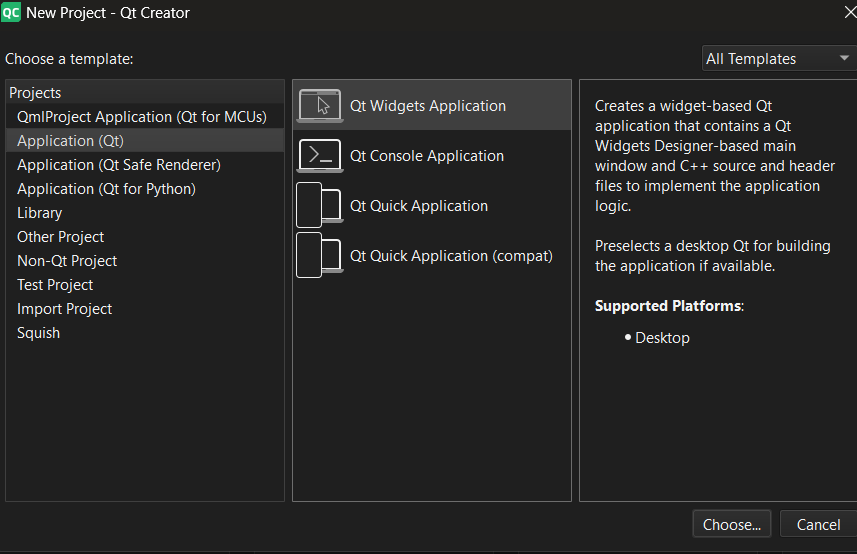 QC New Project - Qt Creator
Choose a template:
All Templates
Projects
QmlProject Application (Qt for MCUs)
Application (Qt)
Application (Qt Safe Renderer)
Application (Qt for Python)
Library
Other Project
Non-Qt Project
Test Project
Import Project
Squish
Qt Widgets Application
Qt Console Application
Qt Quick Application
Qt Quick Application (compat)
Creates a widget-based Qt
application that contains a Qt
Widgets Designer-based main
window and C++ source and header
files to implement the application
logic.
Preselects a desktop Qt for building
the application if available.
Supported Platforms:
• Desktop
Choose...
Cancel